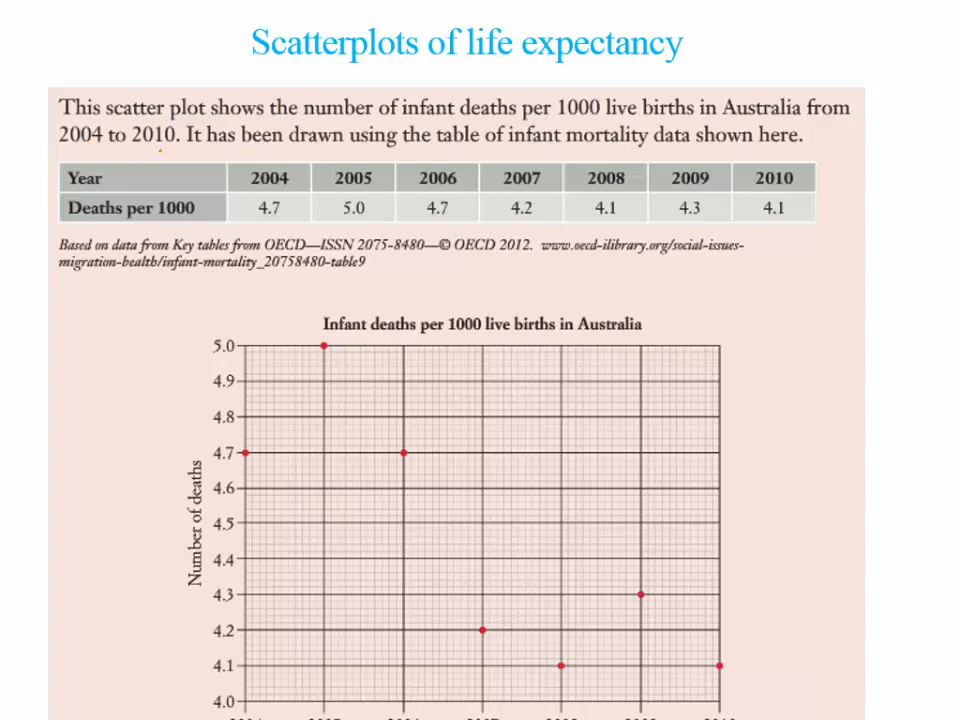 Scatterplots of life expectancy
This scatter plot shows the number of infant deaths per 1000 live births in Australia from
2004 to 2010. It has been drawn using the table of infant mortality data shown here.
Year 2004 2005 2006 2007 2008 2009 2010
Deaths per 1000 4.7 5.0 4.7 4.2 4.1 4.3 4.1
Based on data from Key tables from OECD—ISSN 2075-8480—© OECD 2012. www.oecd-ilibrary.org/social-issues-
migration-health/infant-mortality_20758480-table9
Infant deaths per 1000 live births in Australia
5.0
4.9
4.8
4.7
4.6
4.5
4.4
4.3
4.2
4.1
4.0
Number of deaths